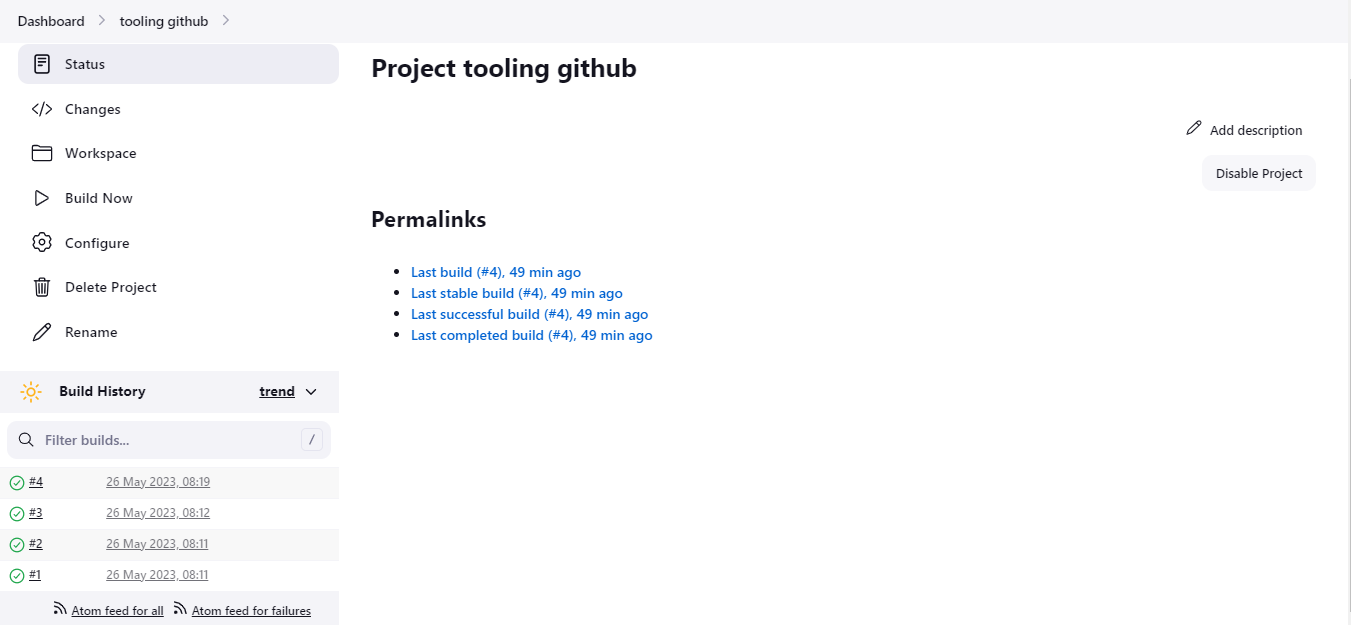 Dashboard
tooling github
Status
Changes
Workspace
Build Now
Configure
Delete Project
Rename
Build History
trend
Filter builds...
/
#4 26 May 2023, 08:19
#3 26 May 2023, 08:12
#2 26 May 2023, 08:11
#1 26 May 2023, 08:11
Atom feed for all
Atom feed for failures
Project tooling github
Add description
Disable Project
Permalinks
Last build (#4), 49 min ago
Last stable build (#4), 49 min ago
Last successful build (#4), 49 min ago
Last completed build (#4), 49 min ago